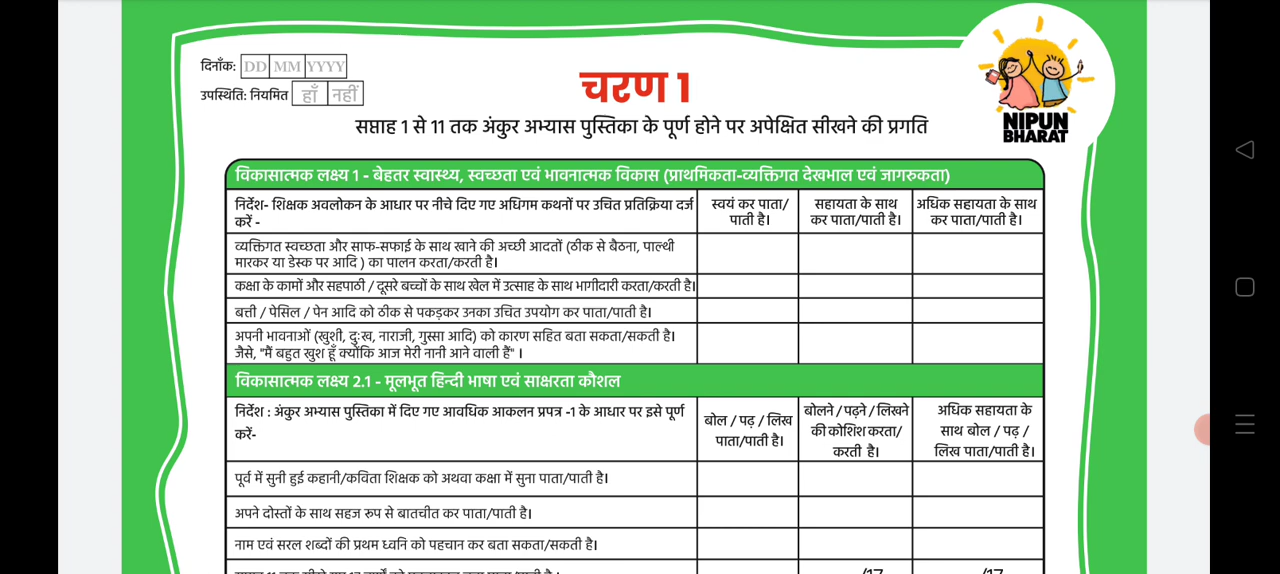 दिनाँक: DD MM YYYY
उपस्थिति: नियमित हाँ नहीं
चरण 1
सप्ताह 1 से 11 तक अंकुर अभ्यास पुस्तिका के पूर्ण होने पर अपेक्षित सीखने की प्रगति
NIPUN
BHARAT
विकासात्मक लक्ष्य 1 - बेहतर स्वास्थ्य, स्वच्छता एवं भावनात्मक विकास (प्राथमिकता-व्यक्तिगत देखभाल एवं जागरुकता)
निर्देश- शिक्षक अवलोकन के आधार पर नीचे दिए गए अधिगम कथनों पर उचित प्रतिक्रिया दर्ज
करें -
स्वयं कर पाता/
पाती है।
सहायता के साथ
कर पाता/पाती है।
अधिक सहायता के साथ
कर पाता/पाती है।
व्यक्तिगत स्वच्छता और साफ-सफाई के साथ खाने की अच्छी आदतों (ठीक से बैठना, पाल्थी
मारकर या डेस्क पर आदि ) का पालन करता/करती है।
कक्षा के कामों और सहपाठी / दूसरे बच्चों के साथ खेल में उत्साह के साथ भागीदारी करता/करती है।
बत्ती / पेंसिल / पेन आदि को ठीक से पकड़कर उनका उचित उपयोग कर पाता/पाती है।
अपनी भावनाओं (खुशी, दुःख, नाराजी, गुस्सा आदि) को कारण सहित बता सकता/सकती है।
जैसे, "मैं बहुत खुश हूँ क्योंकि आज मेरी नानी आने वाली हैं" ।
विकासात्मक लक्ष्य 2.1 - मूलभूत हिन्दी भाषा एवं साक्षरता कौशल
निर्देश : अंकुर अभ्यास पुस्तिका में दिए गए आवधिक आकलन प्रपत्र -1 के आधार पर इसे पूर्ण
करें-
बोल / पढ़ / लिख
पाता/पाती है।
बोलने / पढ़ने / लिखने
की कोशिश करता/
करती है।
अधिक सहायता के
साथ बोल / पढ़ /
लिख पाता/पाती है।
पूर्व में सुनी हुई कहानी/कविता शिक्षक को अथवा कक्षा में सुना पाता/पाती है।
अपने दोस्तों के साथ सहज रूप से बातचीत कर पाता/पाती है।
नाम एवं सरल शब्दों की प्रथम ध्वनि को पहचान कर बता सकता/सकती है।